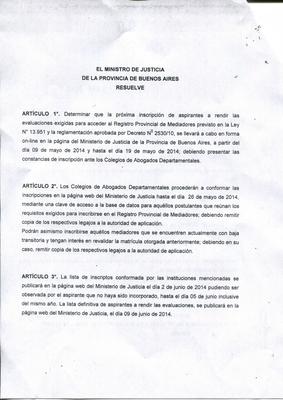 EL MINISTRO DE JUSTICIA
DE LA PROVINCIA DE BUENOS AIRES
RESUELVE
ARTÍCULO 1º. Determinar que la próxima inscripción de aspirantes a rendir las
evaluaciones exigidas para acceder al Registro Provincial de Mediadores previsto en la Ley
Nº 13.951 y la reglamentación aprobada por Decreto Nº 2530/10, se llevará a cabo en forma
on-line en la página del Ministerio de Justicia de la Provincia de Buenos Aires, a partir del
día 09 de mayo de 2014 y hasta el día 19 de mayo de 2014; debiendo presentar las
constancias de inscripción ante los Colegios de Abogados Departamentales.
ARTÍCULO 2º. Los Colegios de Abogados Departamentales procederán a conformar las
inscripciones en la página web del Ministerio de Justicia hasta el día 26 de mayo de 2014,
mediante una clave de acceso a la base de datos para aquéllos postulantes que reúnan los
requisitos exigidos para inscribirse en el Registro Provincial de Mediadores; debiendo remitir
copia de los respectivos legajos a la autoridad de aplicación.
Podrán asimismo inscribirse aquéllos mediadores que se encuentren actualmente con baja
transitoria y tengan interés en revalidar la matrícula otorgada anteriormente; debiendo en su
caso, remitir copia de los respectivos legajos a la autoridad de aplicación.
ARTÍCULO 3º. La lista de inscriptos conformada por las instituciones mencionadas se
publicará en la página web del Ministerio de Justicia el día 2 de junio de 2014 pudiendo ser
observada por el aspirante que no haya sido incorporado, hasta el día 05 de junio inclusive
del mismo año. La lista definitiva de aspirantes a rendir las evaluaciones, se publicará en la
página web del Ministerio de Justicia, el día 09 de junio de 2014.